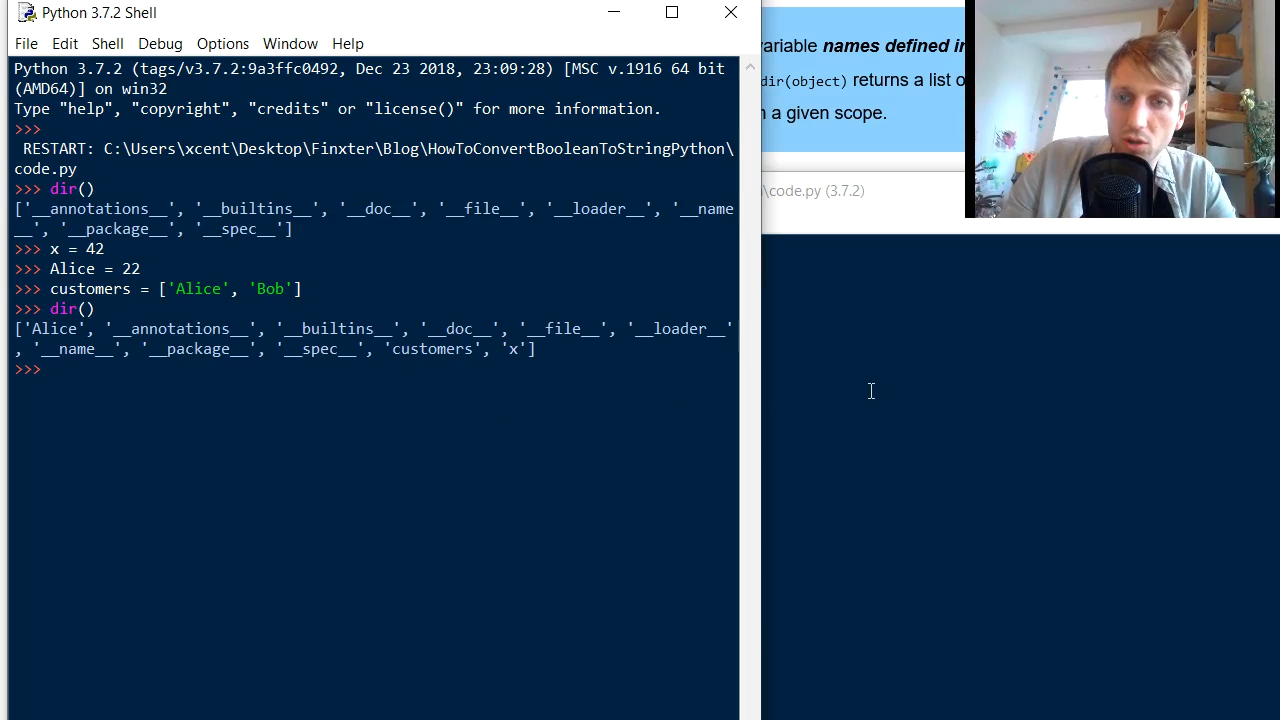 Python 3.7.2 Shell
File Edit Shell Debug Options Window Help
Python 3.7.2 (tags/v3.7.2:9a3ffc0492, Dec 23 2018, 23:09:28) [MSC v.1916 64 bit
(AMD64)] on win32
Type "help", "copyright", "credits" or "license()" for more information.
>>>
RESTART: C:\Users\xcent\Desktop\Finxter\Blog\HowToConvertBooleanToStringPython\
code.py
>>> dir()
['__annotations__', '__builtins__', '__doc__', '__file__', '__loader__', '__name
__', '__package__', '__spec__']
>>> x = 42
>>> Alice = 22
>>> customers = ['Alice', 'Bob']
>>> dir()
['Alice', '__annotations__', '__builtins__', '__doc__', '__file__', '__loader__'
, '__name__', '__package__', '__spec__', 'customers', 'x']
>>>
variable names defined in
dir(object) returns a list o
a given scope.
\code.py (3.7.2)